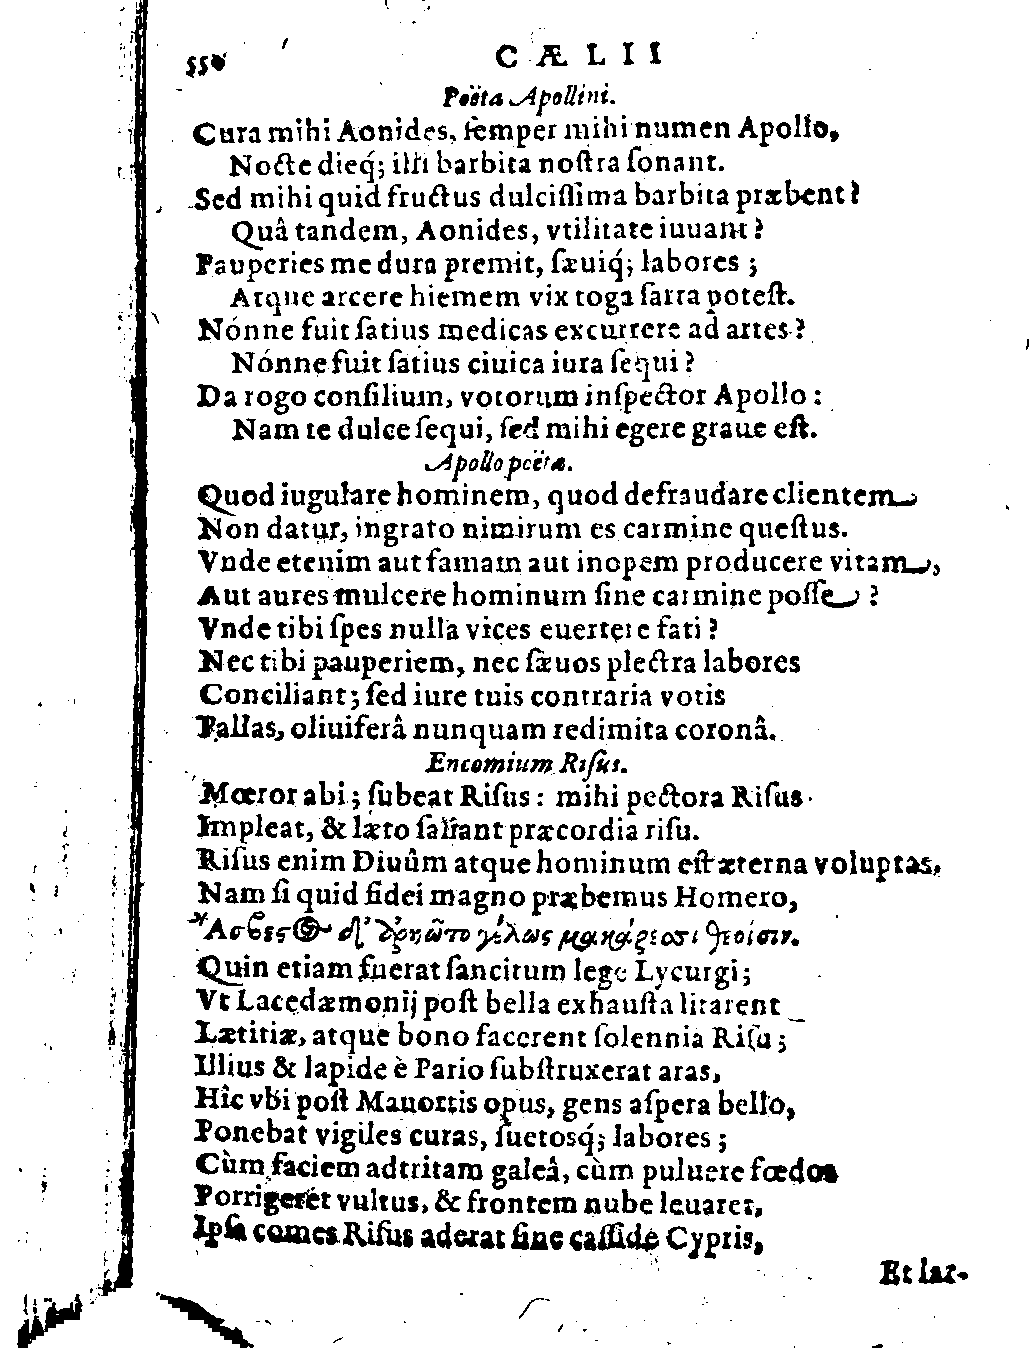 550 CÆLII
Poëta Apollini.
Cura mihi Aonides, semper mihi numen Apollo,
Nocte dieq́; illi barbita nostra sonant.
Sed mihi quid fructus dulcissima barbita præbent?
Quâ tandem, Aonides, vtilitate iuuant?
Pauperies me dura premit, sæuiq́; labores;
Atque arcere hiemem vix toga sarta potest.
Nónne fuit satius medicas excurrere ad artes?
Nónne fuit satius ciuica iura sequi?
Da rogo consilium, votorum inspector Apollo:
Nam te dulce sequi, sed mihi egere graue est.
Apollo poëtæ.
Quod iugulare hominem, quod defraudare clientem
Non datur, ingrato nimirum es carmine questus.
Vnde etenim aut famam aut inopem producere vitam,
Aut aures mulcere hominum sine carmine posse?
Vnde tibi spes nulla vices euertere fati?
Nec tibi pauperiem, nec sæuos plectra labores
Conciliant; sed iure tuis contraria votis
Pallas, oliuiferâ nunquam redimita coronâ.
Encomium Risus.
Mœror abi; subeat Risus: mihi pectora Risus
Impleat, & læto saliant præcordia risu.
Risus enim Diuûm atque hominum est æterna voluptas,
Nam si quid fidei magno præbemus Homero,
Ἄσβεστος δ' ἄρ' ἐνῶρτο γέλως μακάρεσσι θεοίσιν.
Quin etiam fuerat sancitum lege Lycurgi;
Vt Lacedæmonij post bella exhausta litarent
Lætitiæ, atque bono facerent solennia Risu;
Illius & lapide è Pario substruxerat aras,
Hîc vbi post Mauortis opus, gens aspera bello,
Ponebat vigiles curas, suetosq́; labores;
Cùm faciem adtritam galeâ, cùm puluere fœdos
Porrigeret vultus, & frontem nube leuaret,
Ipsa comes Risus aderat sine casside Cypris,
Et lar-